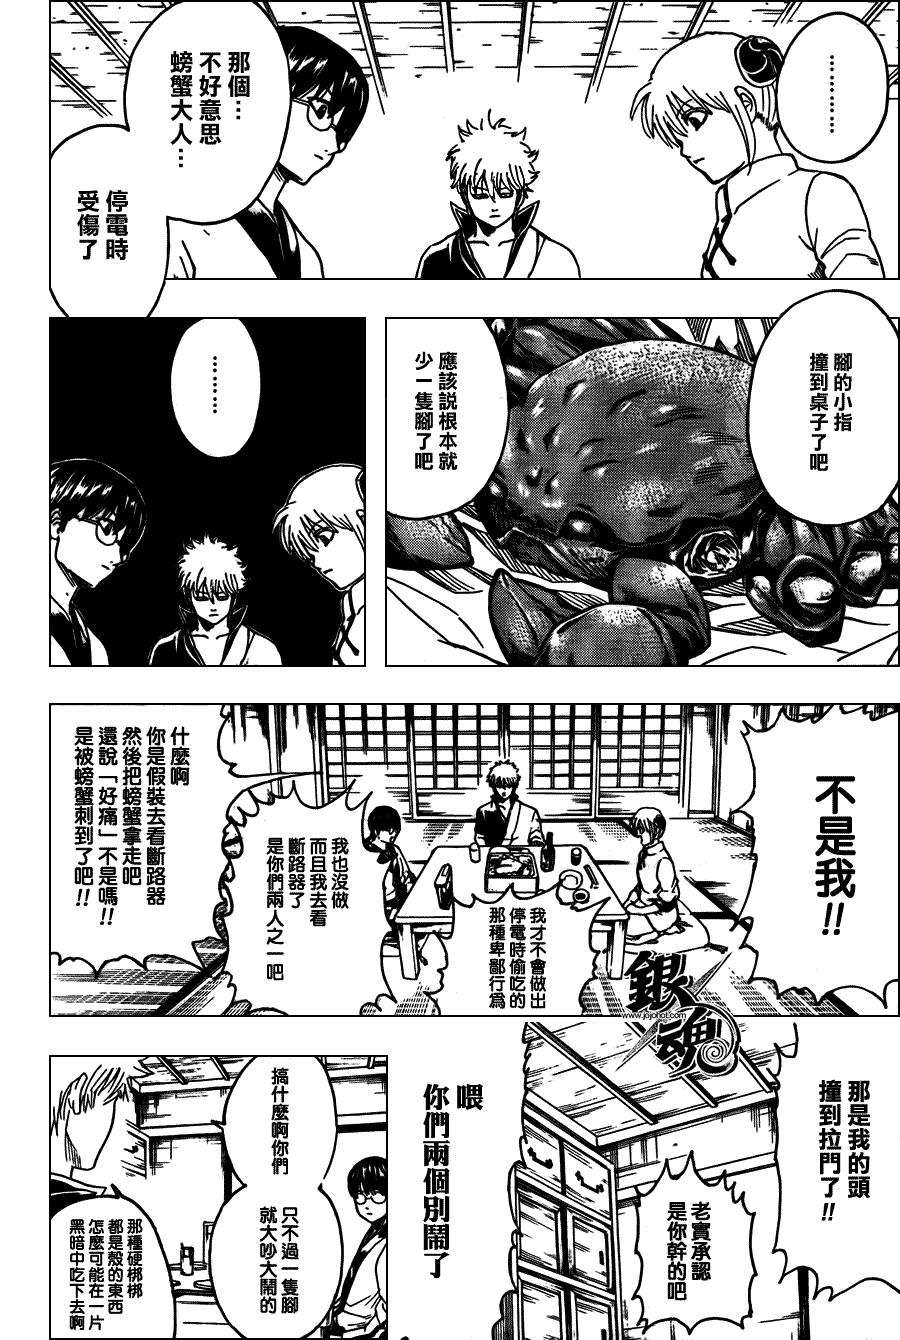 ………
那個…
不好意思
螃蟹大人…
停電時
受傷了
腳的小指
撞到桌子了吧
應該說根本就
少一隻腳了吧
………
不是我!!
我才不會做出
停電時偷吃的
那種卑鄙行為
我也沒做
而且我去看
斷路器了
是你們兩人之一吧
什麼啊
你是假裝去看斷路器
然後把螃蟹拿走吧
還說「好痛」不是嗎!!
是被螃蟹刺到了吧!!
銀魂
www.jojohot.com
那是我的頭
撞到拉門了!!
老實承認
是你幹的吧
喂
你們兩個別鬧了
搞什麼啊你們
只不過一隻腳
就大吵大鬧的
那種硬梆梆
都是殼的東西
怎麼可能在一片
黑暗中吃下去啊